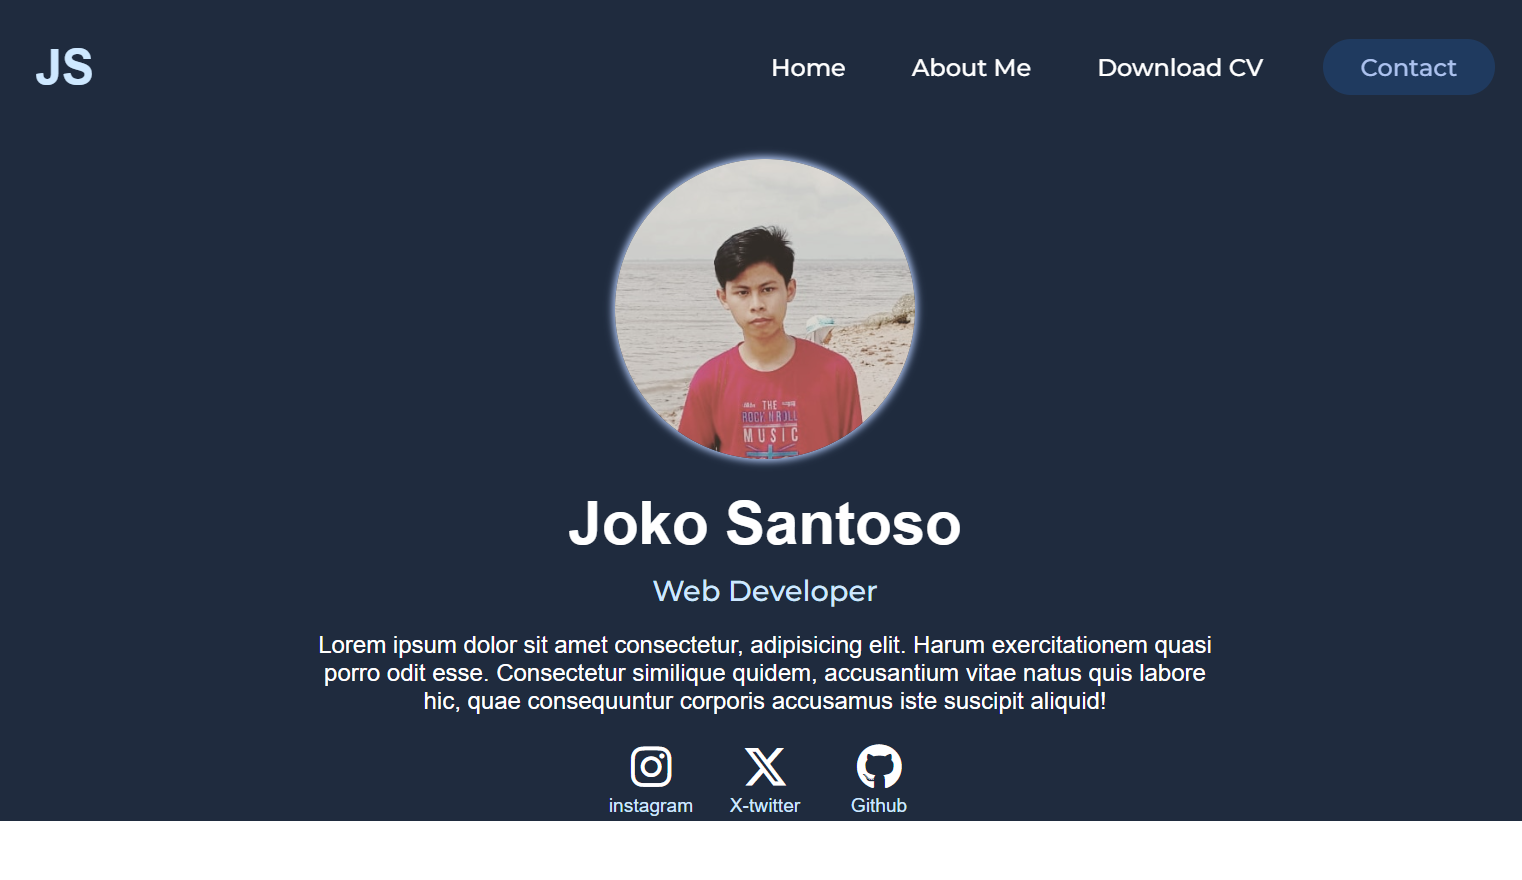 JS
Home
About Me
Download CV
Contact
THE
ROCK N ROLL
MUSIC
Joko Santoso
Web Developer
Lorem ipsum dolor sit amet consectetur, adipisicing elit. Harum exercitationem quasi
porro odit esse. Consectetur similique quidem, accusantium vitae natus quis labore
hic, quae consequuntur corporis accusamus iste suscipit aliquid!
instagram
X-twitter
Github